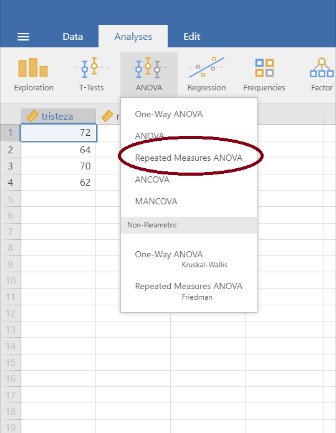 Data Analyses Edit
Exploration T-Tests ANOVA Regression Frequencies Factor
tristeza
1 72
2 64
3 70
4 62
5
6
7
8
9
10
11
12
13
14
15
16
17
18
19
One-Way ANOVA
ANOVA
Repeated Measures ANOVA
ANCOVA
MANCOVA
Non-Parametric
One-Way ANOVA
Kruskal-Wallis
Repeated Measures ANOVA
Friedman